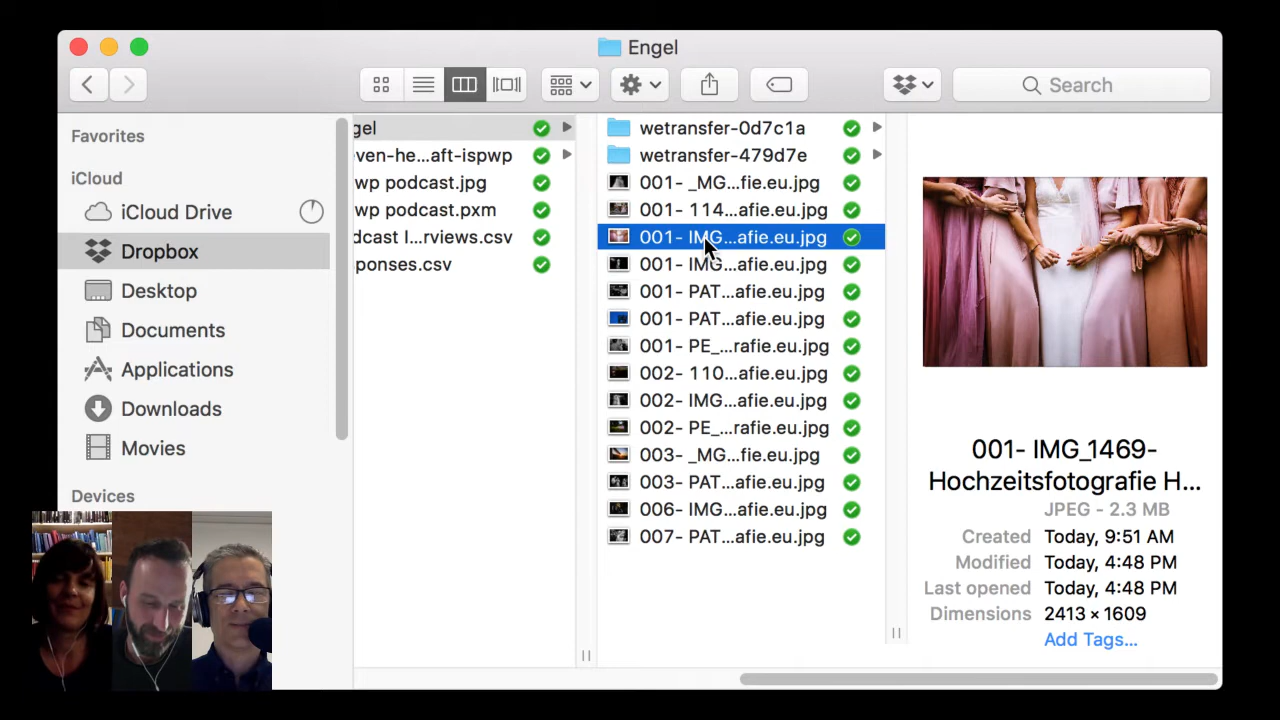 Engel
Search
Favorites
iCloud
iCloud Drive
Dropbox
Desktop
Documents
Applications
Downloads
Movies
Devices
gel
ven-he...aft-ispwp
wp podcast.jpg
wp podcast.pxm
dcast I...rviews.csv
ponses.csv
wetransfer-0d7c1a
wetransfer-479d7e
001- _MG...fie.eu.jpg
001- 114...afie.eu.jpg
001- IMG...afie.eu.jpg
001- IMG...afie.eu.jpg
001- PAT...afie.eu.jpg
001- PAT...afie.eu.jpg
001- PE_...rafie.eu.jpg
002- 110...afie.eu.jpg
002- IMG...afie.eu.jpg
002- PE_...rafie.eu.jpg
003- _MG...fie.eu.jpg
003- PAT...afie.eu.jpg
006- IMG...afie.eu.jpg
007- PAT...afie.eu.jpg
001- IMG_1469-
Hochzeitsfotografie H...
JPEG - 2.3 MB
Created Today, 9:51 AM
Modified Today, 4:48 PM
Last opened Today, 4:48 PM
Dimensions 2413 × 1609
Add Tags...